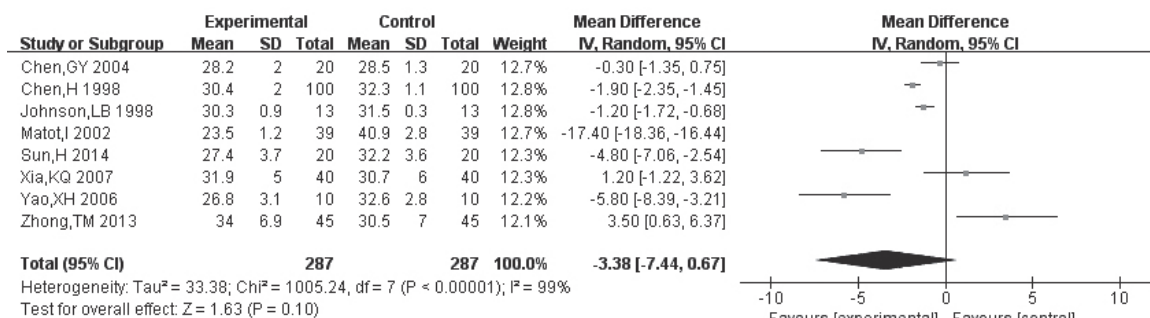 Experimental Control Mean Difference Mean Difference
Study or Subgroup Mean SD Total Mean SD Total Weight IV, Random, 95% CI IV, Random, 95% CI
Chen,GY 2004 28.2 2 20 28.5 1.3 20 12.7% -0.30 [-1.35, 0.75]
Chen,H 1998 30.4 2 100 32.3 1.1 100 12.8% -1.90 [-2.35, -1.45]
Johnson,LB 1998 30.3 0.9 13 31.5 0.3 13 12.8% -1.20 [-1.72, -0.68]
Matot,I 2002 23.5 1.2 39 40.9 2.8 39 12.7% -17.40 [-18.36, -16.44]
Sun,H 2014 27.4 3.7 20 32.2 3.6 20 12.3% -4.80 [-7.06, -2.54]
Xia,KQ 2007 31.9 5 40 30.7 6 40 12.3% 1.20 [-1.22, 3.62]
Yao,XH 2006 26.8 3.1 10 32.6 2.8 10 12.2% -5.80 [-8.39, -3.21]
Zhong,TM 2013 34 6.9 45 30.5 7 45 12.1% 3.50 [0.63, 6.37]
Total (95% CI) 287 287 100.0% -3.38 [-7.44, 0.67]
Heterogeneity: Tau² = 33.38; Chi² = 1005.24, df = 7 (P < 0.00001); I² = 99%
Test for overall effect: Z = 1.63 (P = 0.10)
-10 -5 0 5 10
Favours [experimental] Favours [control]